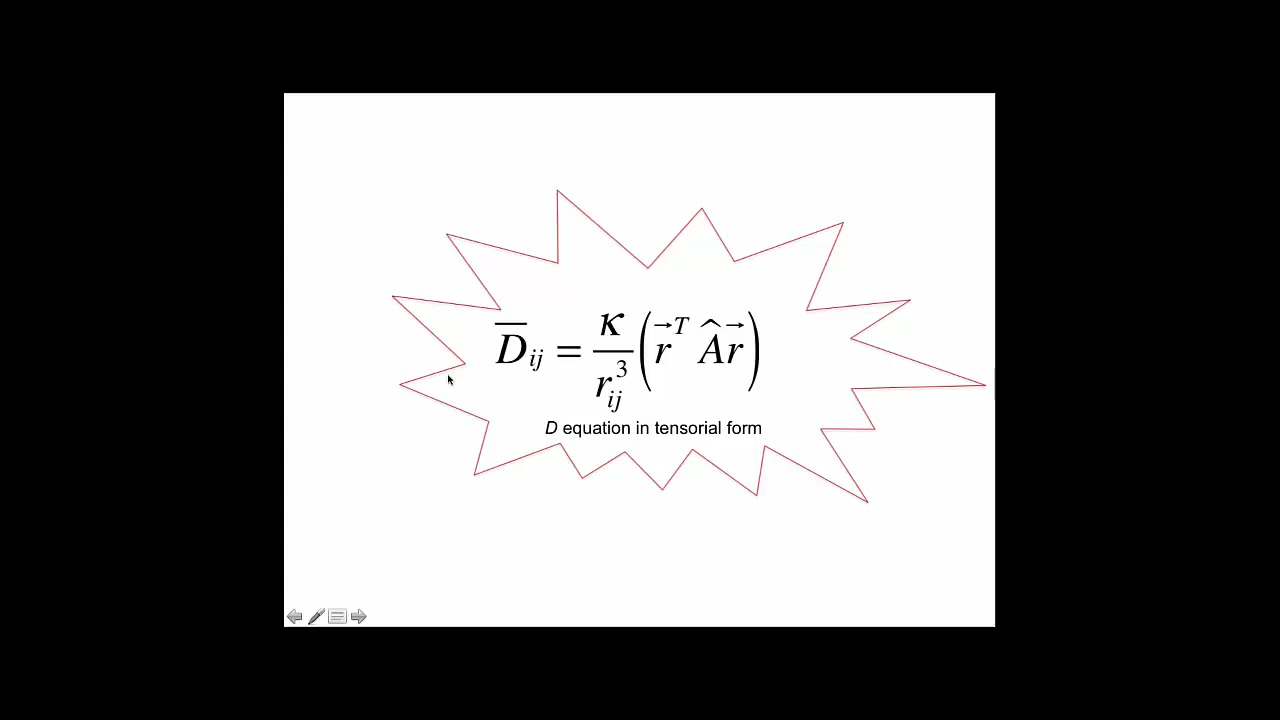 D̅ᵢⱼ = κ/rᵢⱼ³ (r⃗ᵀ Â r⃗)
D equation in tensorial form